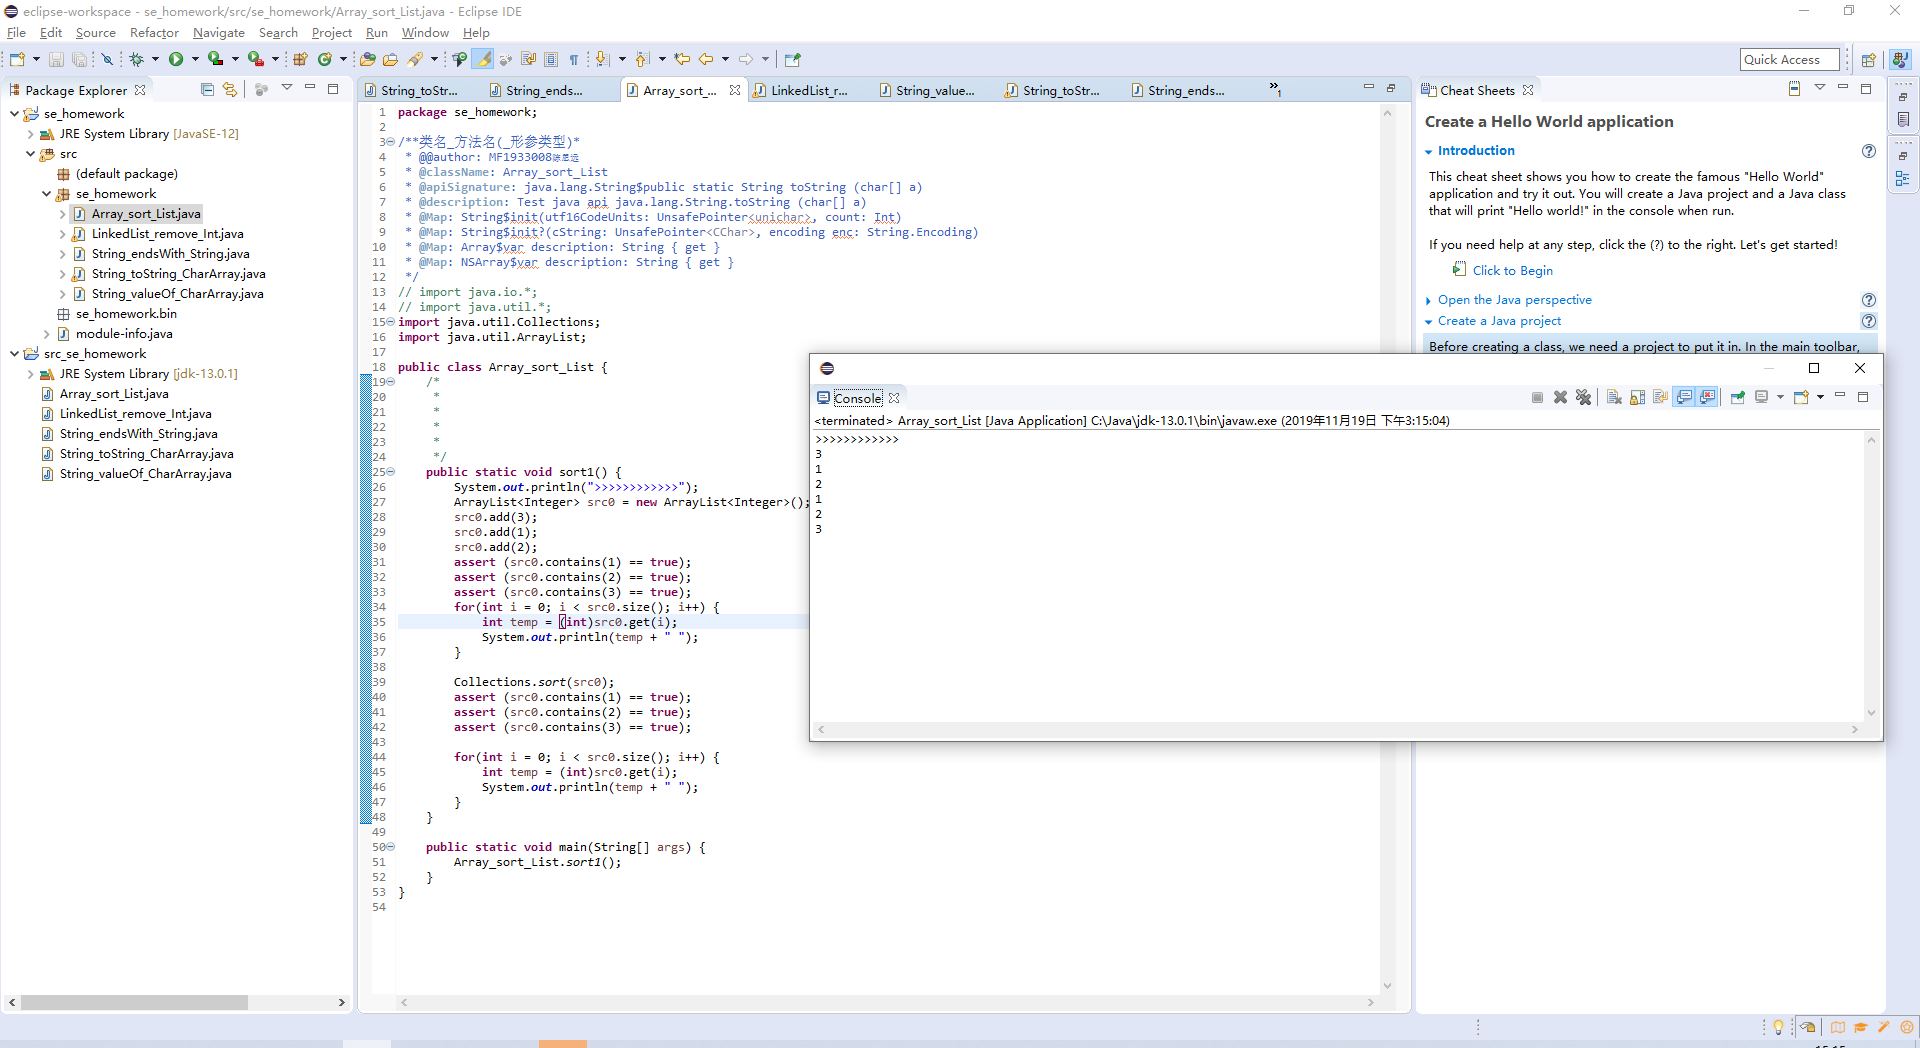 eclipse-workspace - se_homework/src/se_homework/Array_sort_List.java - Eclipse IDE
File Edit Source Refactor Navigate Search Project Run Window Help
Quick Access
Package Explorer
se_homework
JRE System Library [JavaSE-12]
src
(default package)
se_homework
Array_sort_List.java
LinkedList_remove_Int.java
String_endsWith_String.java
String_toString_CharArray.java
String_valueOf_CharArray.java
se_homework.bin
module-info.java
src_se_homework
JRE System Library [jdk-13.0.1]
Array_sort_List.java
LinkedList_remove_Int.java
String_endsWith_String.java
String_toString_CharArray.java
String_valueOf_CharArray.java
String_toStr... String_ends... Array_sort_... LinkedList_r... String_value... String_toStr... String_ends... »1
1 package se_homework;
2
3 /**类名_方法名(_形参类型)*
4 * @@author: MF1933008陈思远
5 * @className: Array_sort_List
6 * @apiSignature: java.lang.String$public static String toString (char[] a)
7 * @description: Test java api java.lang.String.toString (char[] a)
8 * @Map: String$init(utf16CodeUnits: UnsafePointer<unichar>, count: Int)
9 * @Map: String$init?(cString: UnsafePointer<CChar>, encoding enc: String.Encoding)
10 * @Map: Array$var description: String { get }
11 * @Map: NSArray$var description: String { get }
12 */
13 // import java.io.*;
14 // import java.util.*;
15 import java.util.Collections;
16 import java.util.ArrayList;
17
18 public class Array_sort_List {
19 /*
20 *
21 *
22 *
23 *
24 */
25 public static void sort1() {
26 System.out.println(">>>>>>>>>>>>");
27 ArrayList<Integer> src0 = new ArrayList<Integer>();
28 src0.add(3);
29 src0.add(1);
30 src0.add(2);
31 assert (src0.contains(1) == true);
32 assert (src0.contains(2) == true);
33 assert (src0.contains(3) == true);
34 for(int i = 0; i < src0.size(); i++) {
35 int temp = (int)src0.get(i);
36 System.out.println(temp + " ");
37 }
38
39 Collections.sort(src0);
40 assert (src0.contains(1) == true);
41 assert (src0.contains(2) == true);
42 assert (src0.contains(3) == true);
43
44 for(int i = 0; i < src0.size(); i++) {
45 int temp = (int)src0.get(i);
46 System.out.println(temp + " ");
47 }
48 }
49
50 public static void main(String[] args) {
51 Array_sort_List.sort1();
52 }
53 }
54
Cheat Sheets
Create a Hello World application
Introduction
This cheat sheet shows you how to create the famous "Hello World"
application and try it out. You will create a Java project and a Java class
that will print "Hello world!" in the console when run.
If you need help at any step, click the (?) to the right. Let's get started!
Click to Begin
Open the Java perspective
Create a Java project
Before creating a class, we need a project to put it in. In the main toolbar,
Console
<terminated> Array_sort_List [Java Application] C:\Java\jdk-13.0.1\bin\javaw.exe (2019年11月19日 下午3:15:04)
>>>>>>>>>>>>
3
1
2
1
2
3